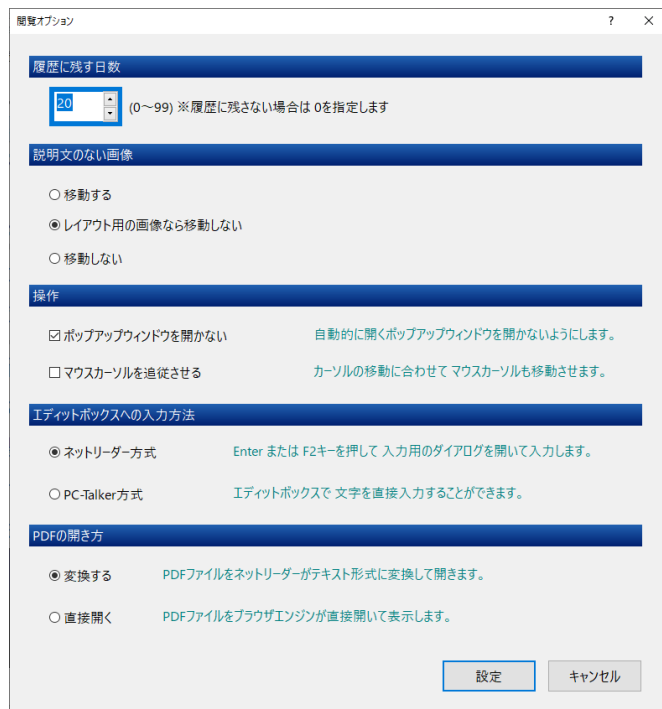 閲覧オプション ? ×
履歴に残す日数
20 (0～99) ※履歴に残さない場合は 0を指定します
説明文のない画像
移動する
レイアウト用の画像なら移動しない
移動しない
操作
ポップアップウィンドウを開かない 自動的に開くポップアップウィンドウを開かないようにします。
マウスカーソルを追従させる カーソルの移動に合わせて マウスカーソルも移動させます。
エディットボックスへの入力方法
ネットリーダー方式 Enter または F2キーを押して 入力用のダイアログを開いて入力します。
PC-Talker方式 エディットボックスで 文字を直接入力することができます。
PDFの開き方
変換する PDFファイルをネットリーダーがテキスト形式に変換して開きます。
直接開く PDFファイルをブラウザエンジンが直接開いて表示します。
設定 キャンセル